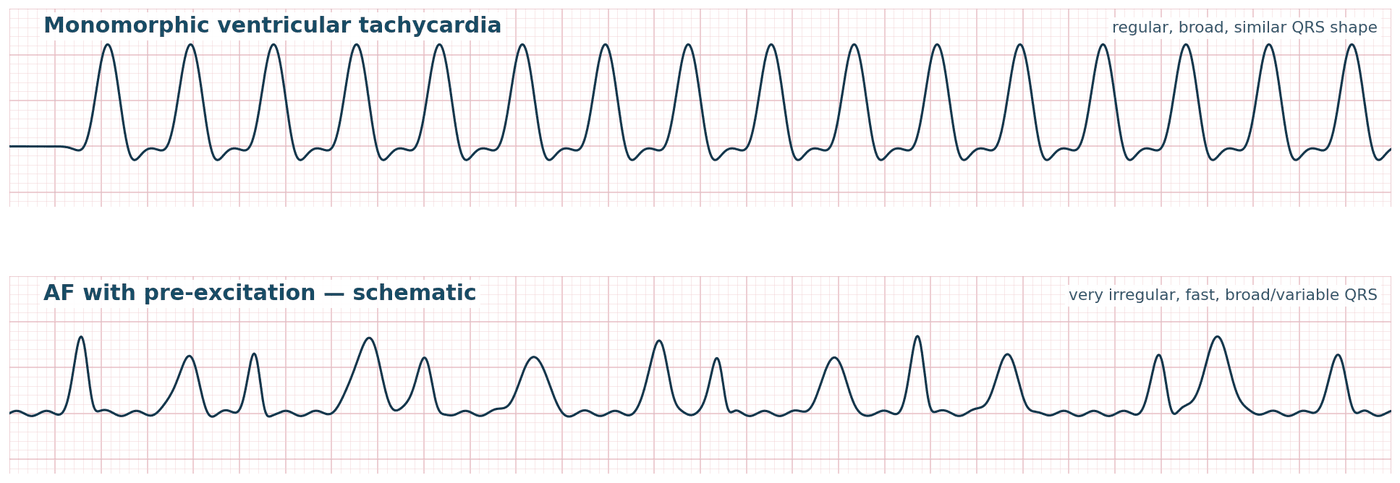 Monomorphic ventricular tachycardia
regular, broad, similar QRS shape
AF with pre-excitation — schematic
very irregular, fast, broad/variable QRS